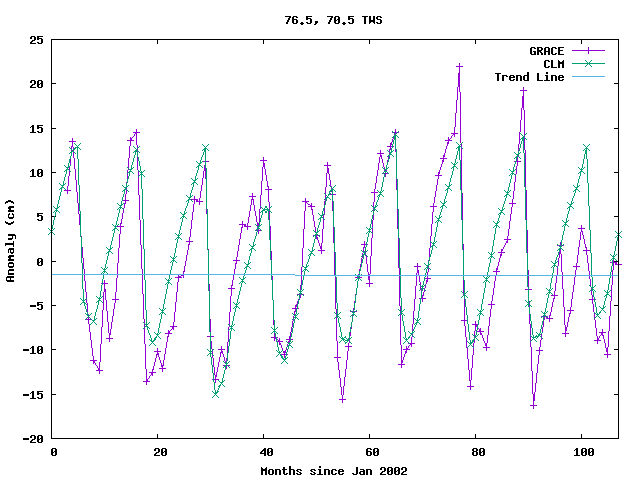 76.5, 70.5 TWS
GRACE
CLM
Trend Line
Anomaly (cm)
25
20
15
10
5
0
-5
-10
-15
-20
0 20 40 60 80 100
Months since Jan 2002